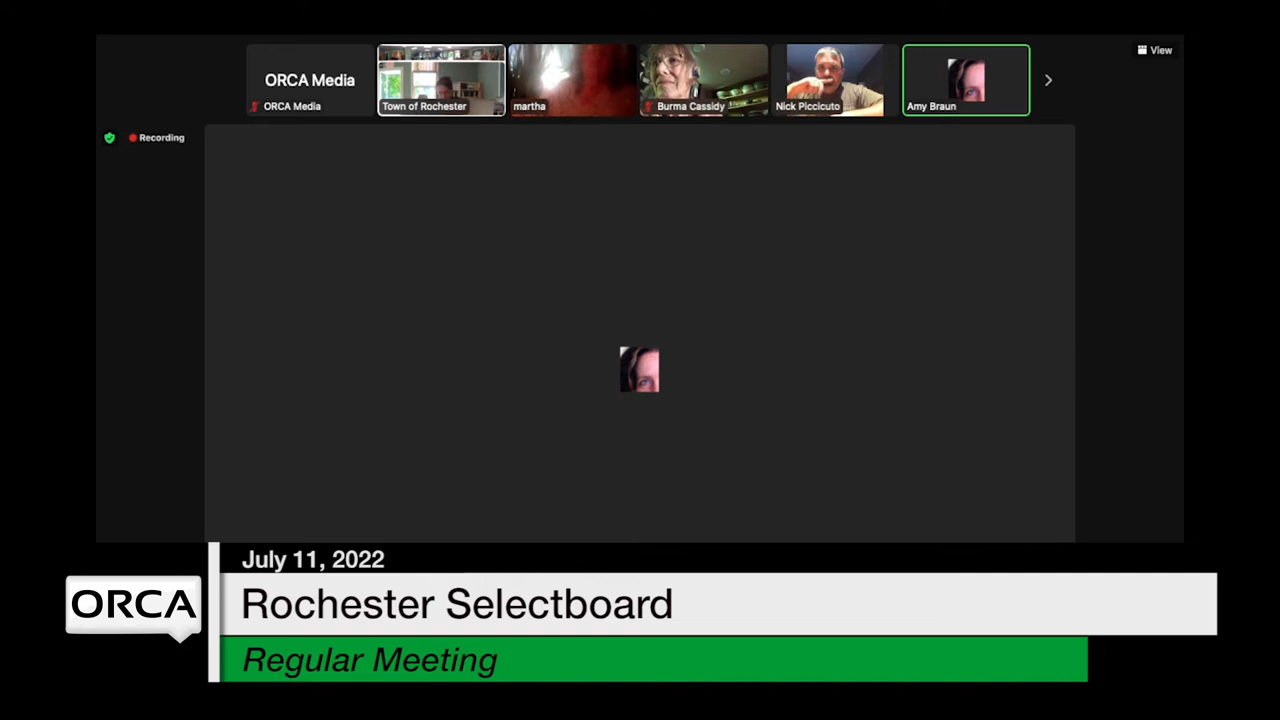 View
ORCA Media
ORCA Media
Town of Rochester
martha
Burma Cassidy
Nick Piccicuto
Amy Braun
Recording
July 11, 2022
ORCA
Rochester Selectboard
Regular Meeting